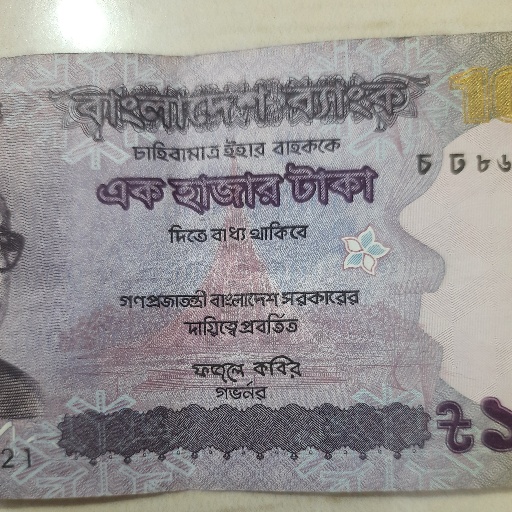 বাংলাদেশ ব্যাংক
10
চাহিবামাত্র ইহার বাহককে
চ ঢ ৮৬
এক হাজার টাকা
দিতে বাধ্য থাকিবে
গণপ্রজাতন্ত্রী বাংলাদেশ সরকারের
দায়িত্বে প্রবর্তিত
ফজলে কবির
গভর্নর
৳১
21